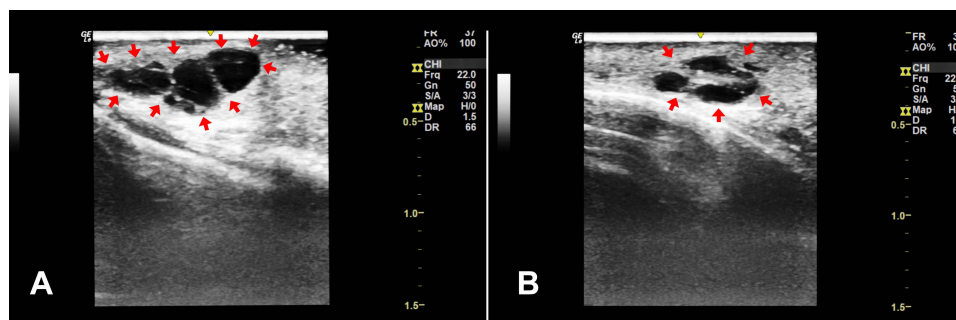 GE
L8
FR 37
AO% 100
CHI
Frq 22.0
Gn 50
S/A 3/3
Map H/0
D 1.5
DR 66
0.5-
1.0-
1.5-
A
GE
FR 3
AO% 10
CHI
Frq 22.
Gn 5
S/A 3/
Map H/
D 1.
DR 6
0.5-
1.0-
1.5-
B